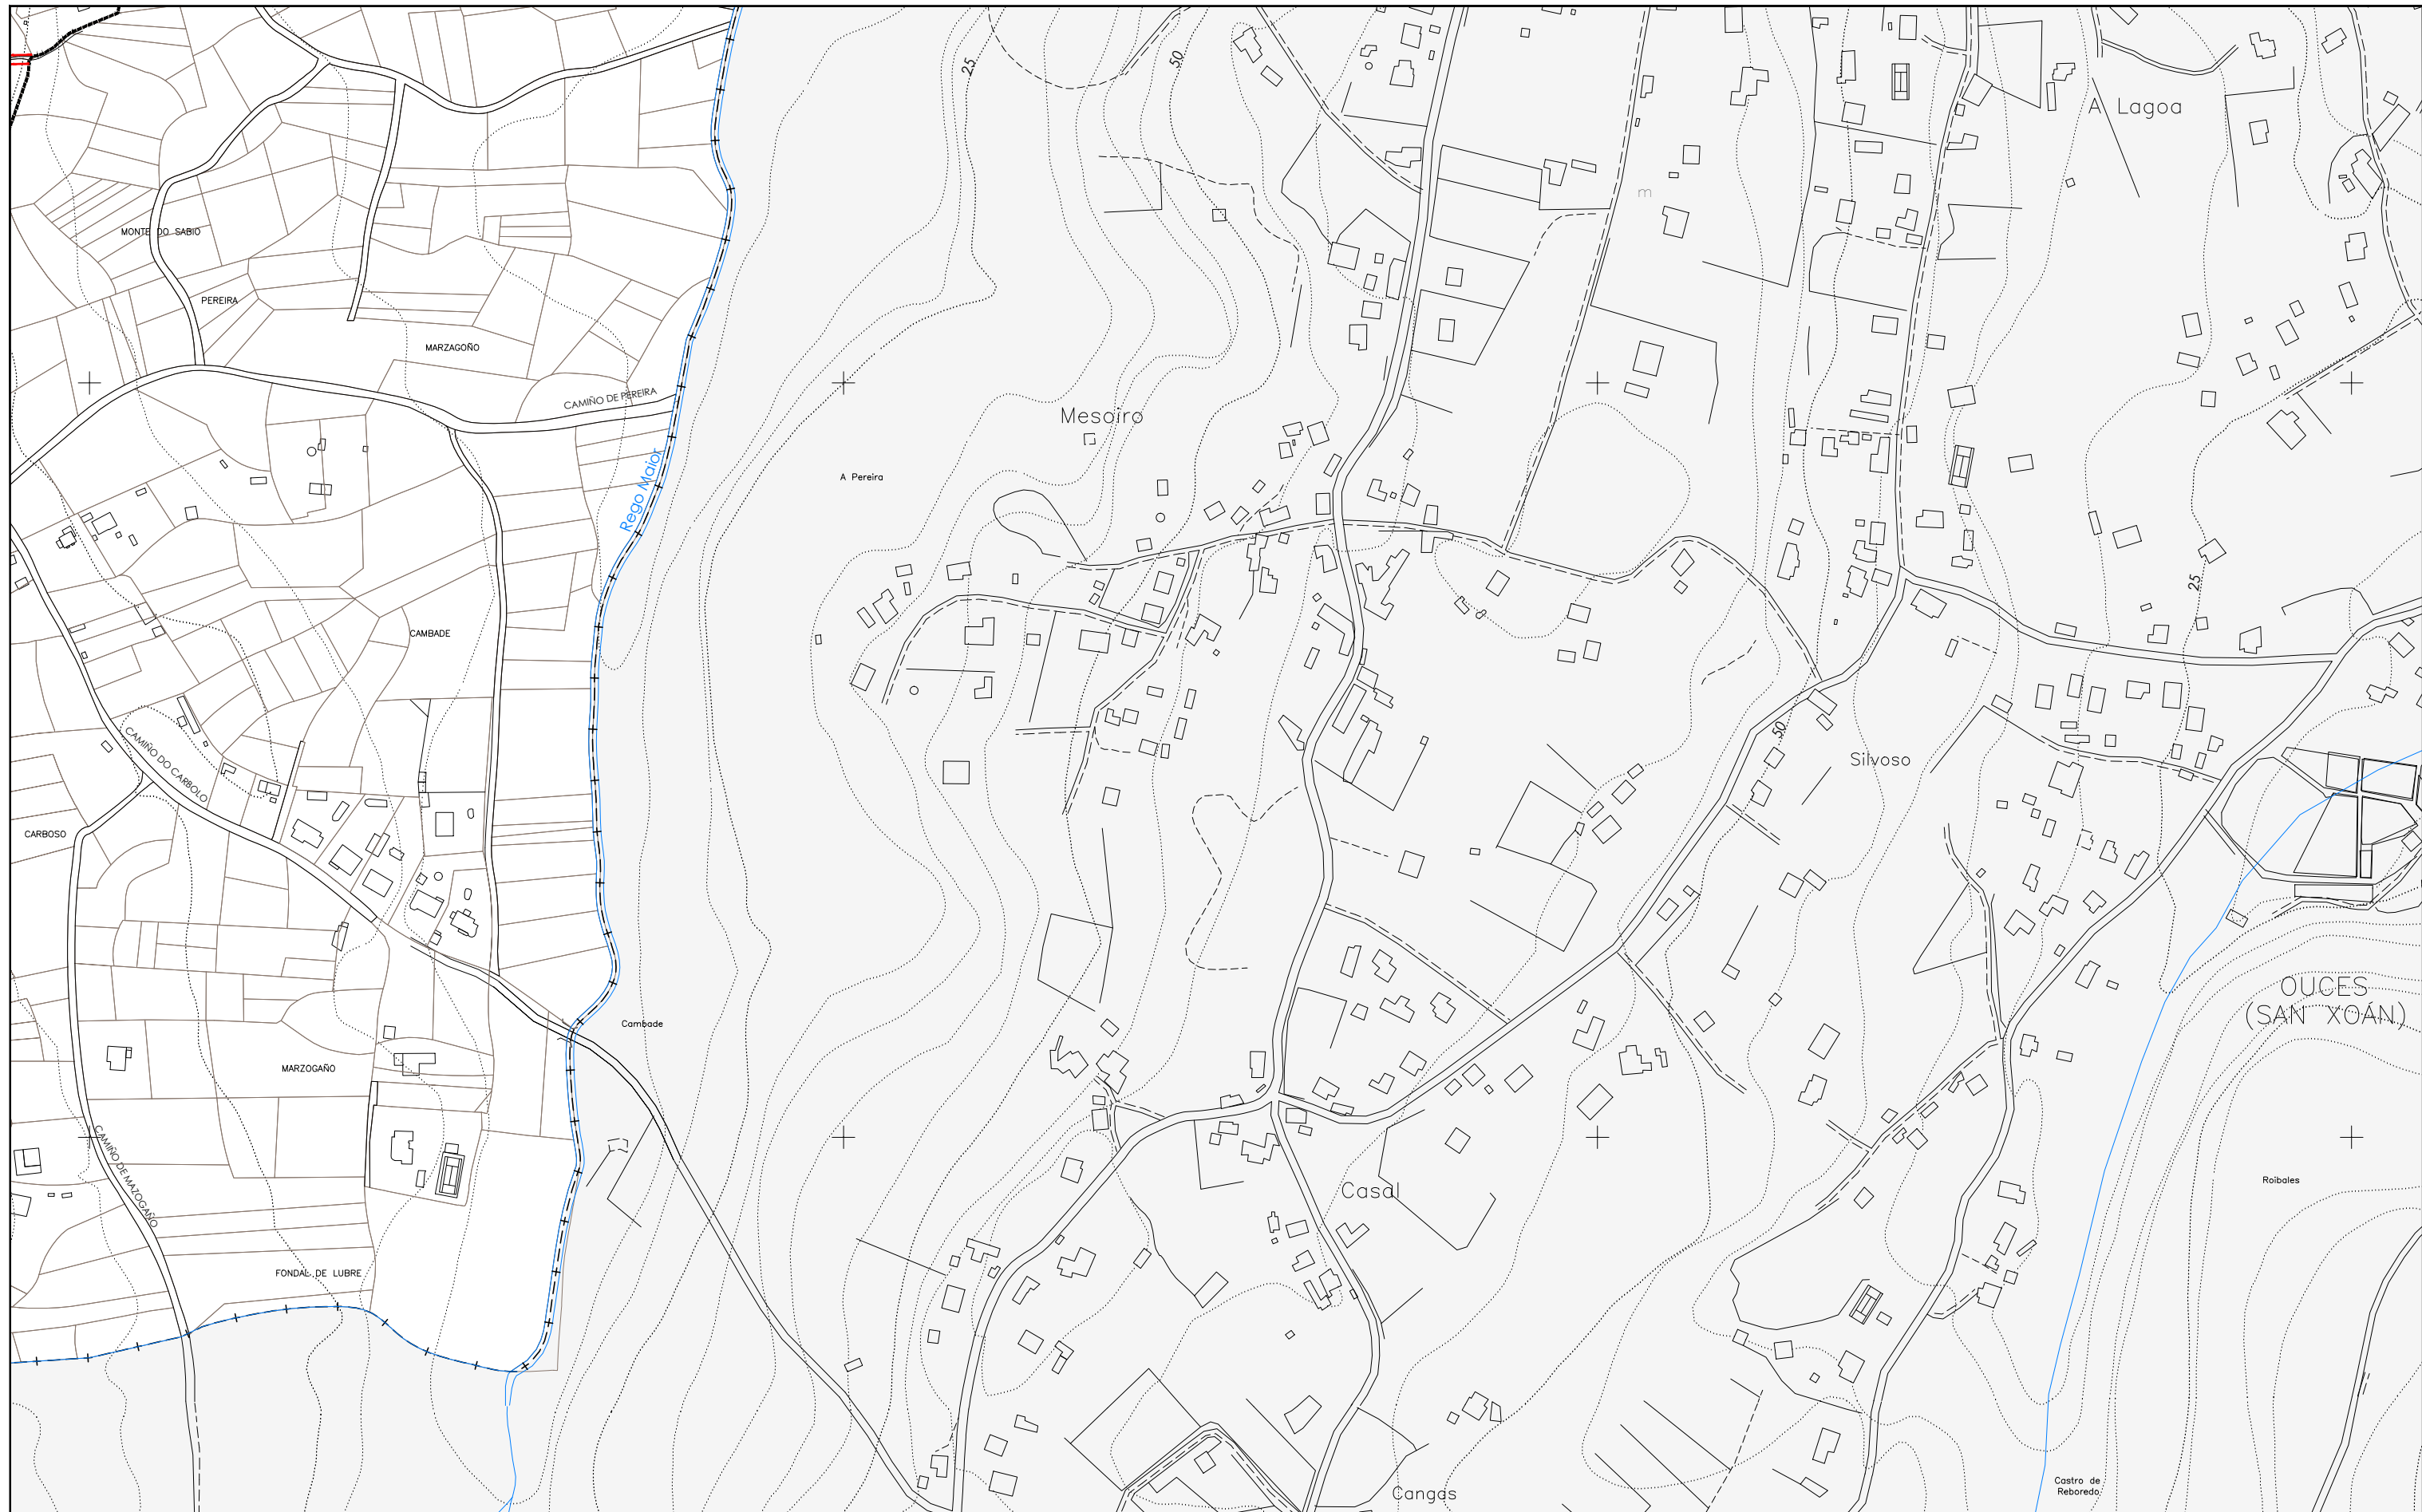 25
50
A Lagoa
m
MONTE DO SABIO
PEREIRA
MARZAGOÑO
CAMIÑO DE PEREIRA
Mesoiro
Rego Maior
A Pereira
25
CAMBADE
50
Silvoso
CAMIÑO DO CARBOLO
CARBOSO
OUCES
(SAN XOÁN)
Cambade
MARZOGAÑO
CAMIÑO DE MAZOGAÑO
Casal
Roibales
FONDAL DE LUBRE
Castro de
Reboredo
Cangas